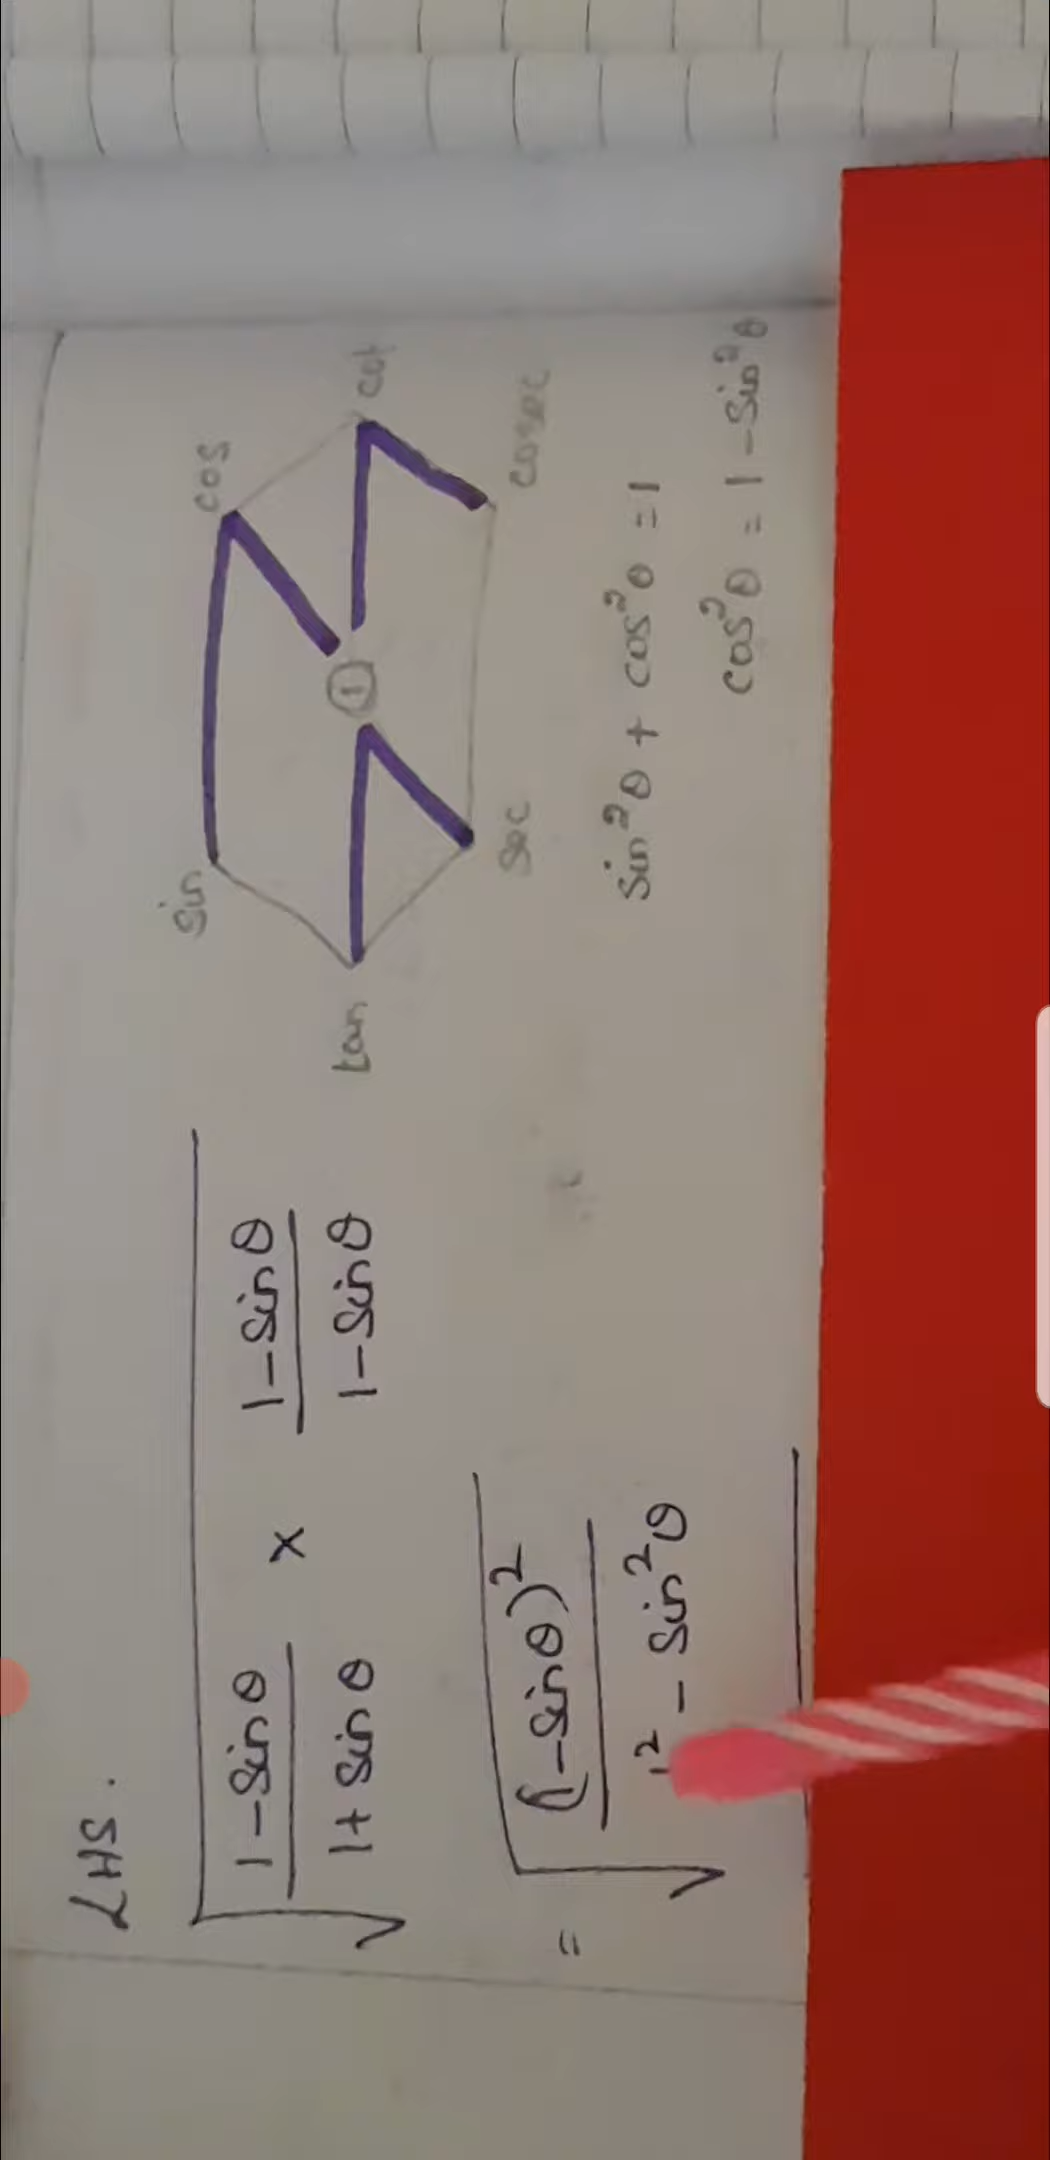 LHS.
√ 1-sinθ / 1+sinθ × 1-sinθ / 1-sinθ
= √ (1-sinθ)² / 1² - sin²θ
sin cos
tan 1 cot
sec cosec
sin²θ + cos²θ = 1
cos²θ = 1 - sin²θ